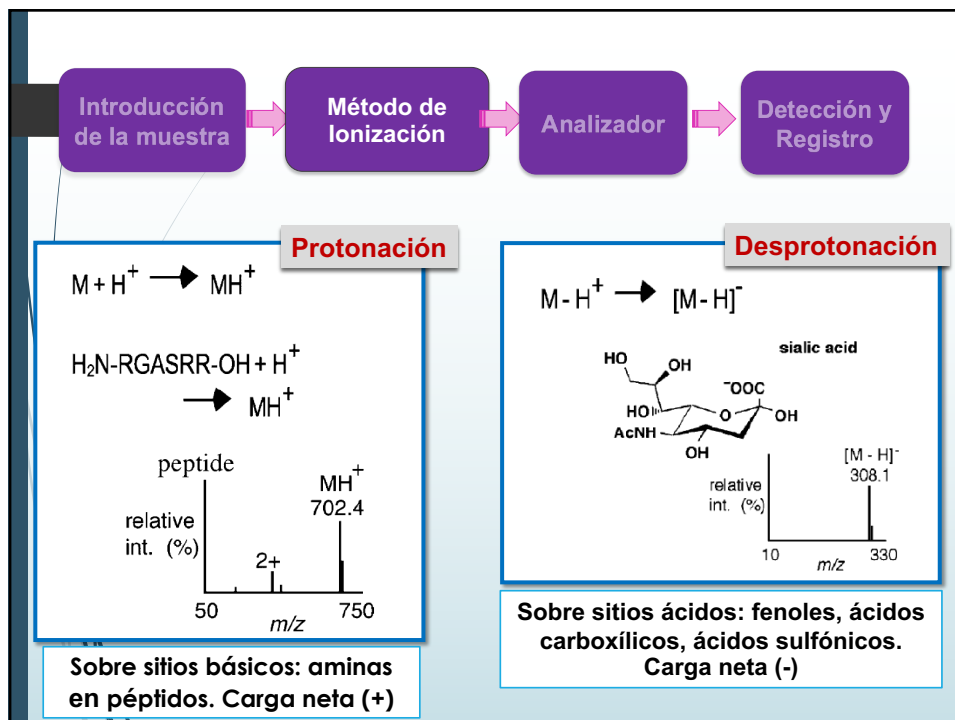 Introducción
de la muestra
Método de
Ionización
Analizador
Detección y
Registro
Protonación
M + H⁺ → MH⁺
H₂N-RGASRR-OH + H⁺
→ MH⁺
peptide
MH⁺
702.4
relative
int. (%)
2+
50
750
m/z
Sobre sitios básicos: aminas
en péptidos. Carga neta (+)
Desprotonación
M - H⁺ → [M - H]⁻
sialic acid
HO
OH
⁻OOC
HO
O
OH
AcNH
OH
[M - H]⁻
308.1
relative
int. (%)
10
330
m/z
Sobre sitios ácidos: fenoles, ácidos
carboxílicos, ácidos sulfónicos.
Carga neta (-)